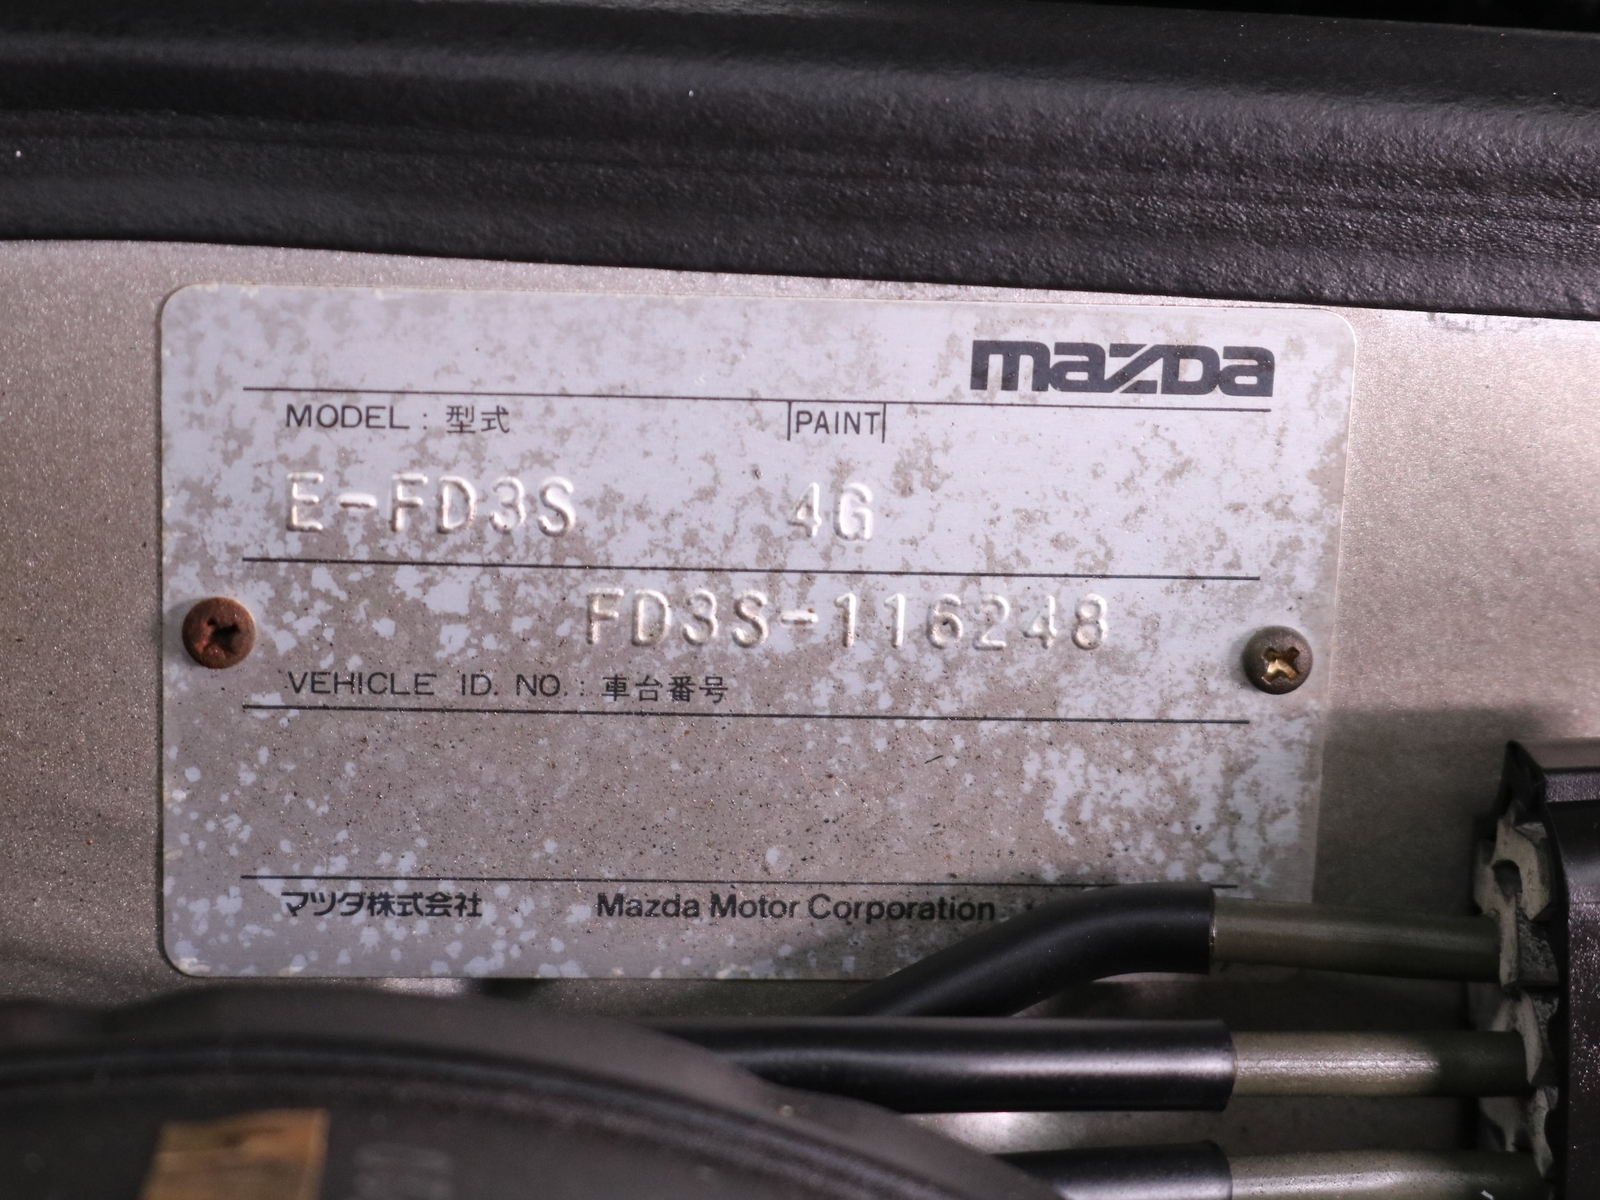 mazda
MODEL : 型式 PAINT
E-FD3S 4G
FD3S-116248
VEHICLE ID. NO. : 車台番号
マツダ株式会社 Mazda Motor Corporation